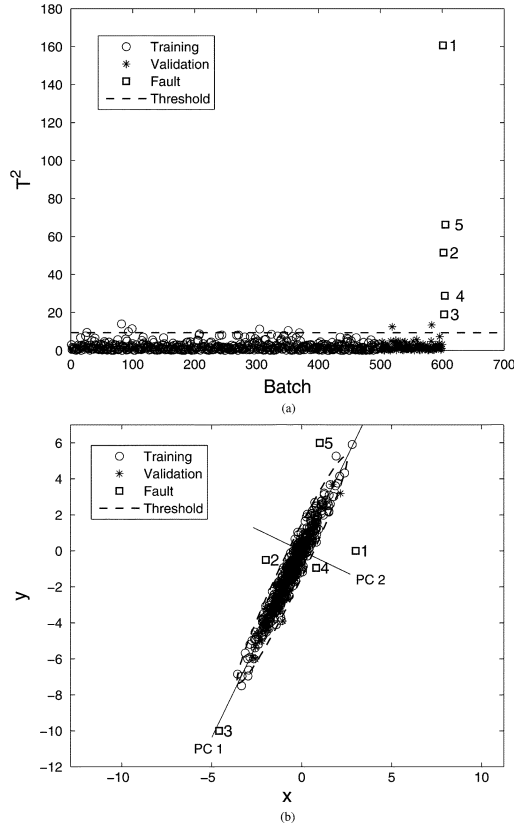 180
160
140
120
100
80
60
40
20
0
T2
Training
Validation
Fault
Threshold
1
5
2
4
3
0 100 200 300 400 500 600 700
Batch
(a)
6
4
2
0
−2
−4
−6
−8
−10
−12
y
Training
Validation
Fault
Threshold
5
1
2
4
PC 2
3
PC 1
−10 −5 0 5 10
x
(b)